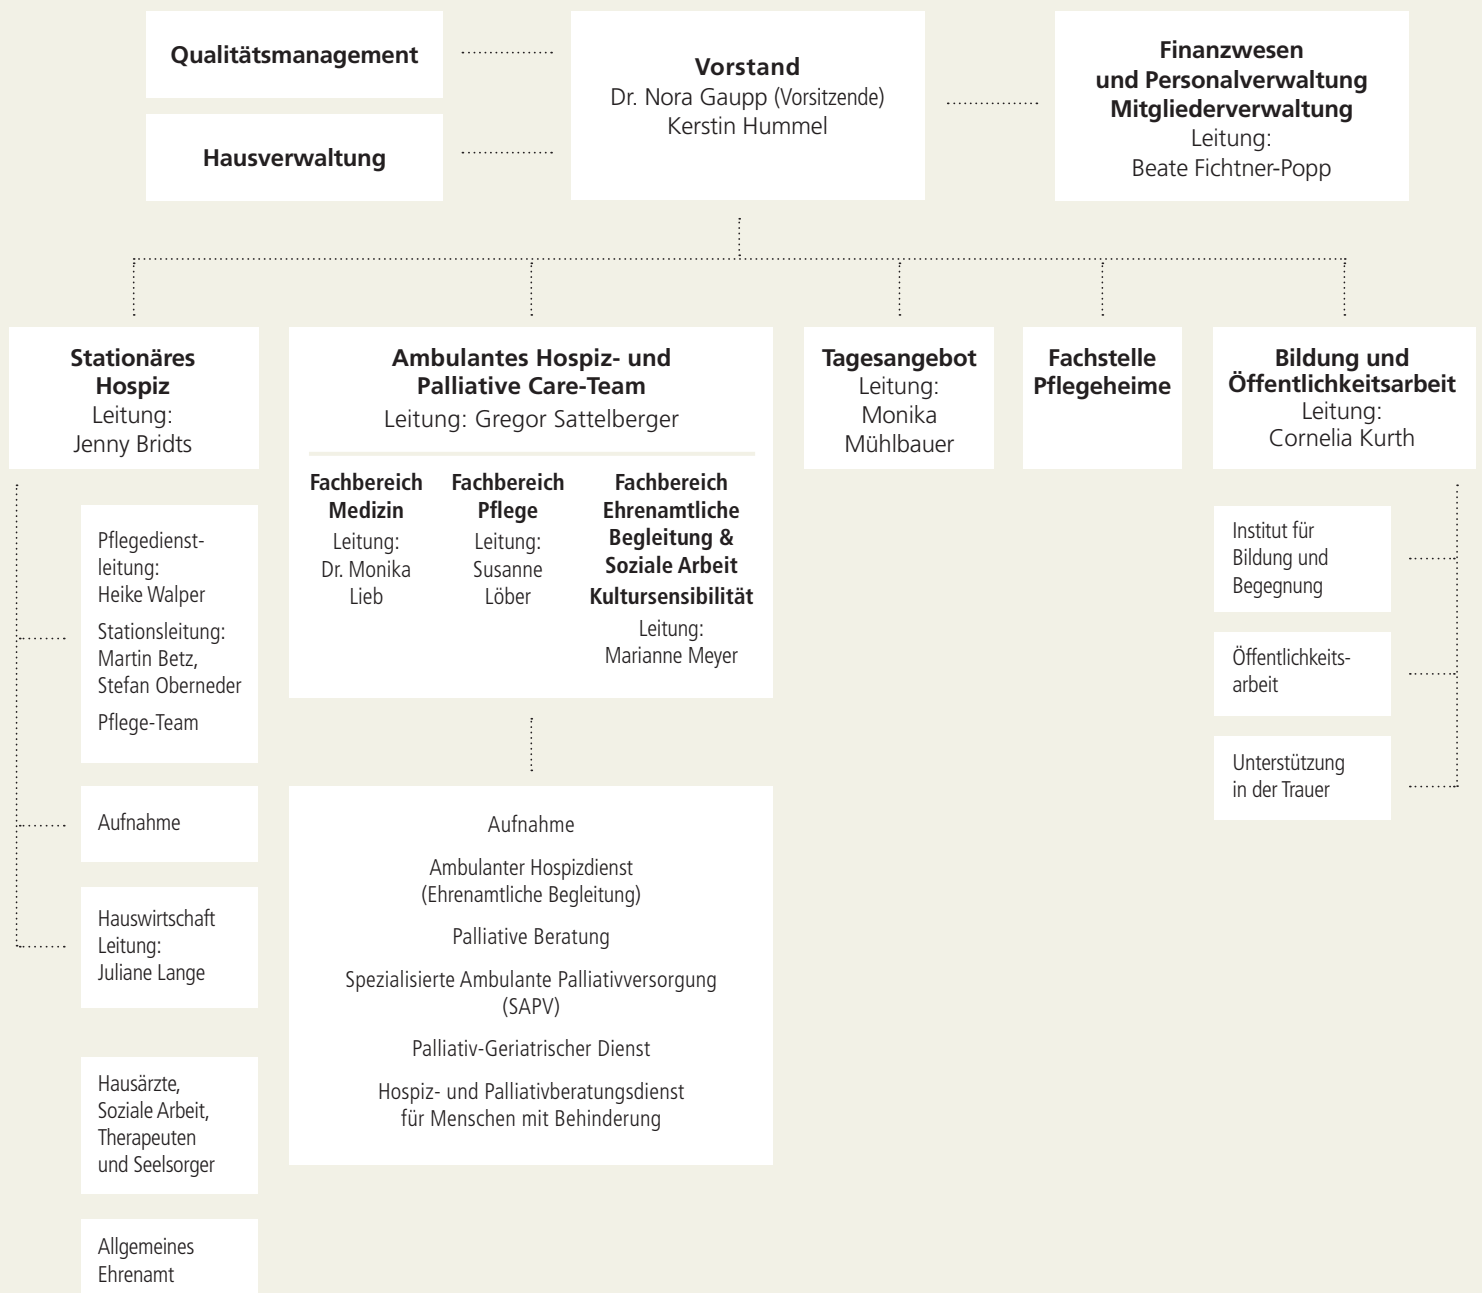 Qualitätsmanagement
Hausverwaltung
Vorstand
Dr. Nora Gaupp (Vorsitzende)
Kerstin Hummel
Finanzwesen
und Personalverwaltung
Mitgliederverwaltung
Leitung:
Beate Fichtner-Popp
Stationäres
Hospiz
Leitung:
Jenny Bridts
Pflegedienst-
leitung:
Heike Walper
Stationsleitung:
Martin Betz,
Stefan Oberneder
Pflege-Team
Aufnahme
Hauswirtschaft
Leitung:
Juliane Lange
Hausärzte,
Soziale Arbeit,
Therapeuten
und Seelsorger
Allgemeines
Ehrenamt
Ambulantes Hospiz- und
Palliative Care-Team
Leitung: Gregor Sattelberger
Fachbereich
Medizin
Leitung:
Dr. Monika
Lieb
Fachbereich
Pflege
Leitung:
Susanne
Löber
Fachbereich
Ehrenamtliche
Begleitung &
Soziale Arbeit
Kultursensibilität
Leitung:
Marianne Meyer
Aufnahme
Ambulanter Hospizdienst
(Ehrenamtliche Begleitung)
Palliative Beratung
Spezialisierte Ambulante Palliativversorgung
(SAPV)
Palliativ-Geriatrischer Dienst
Hospiz- und Palliativberatungsdienst
für Menschen mit Behinderung
Tagesangebot
Leitung:
Monika
Mühlbauer
Fachstelle
Pflegeheime
Bildung und
Öffentlichkeitsarbeit
Leitung:
Cornelia Kurth
Institut für
Bildung und
Begegnung
Öffentlichkeits-
arbeit
Unterstützung
in der Trauer